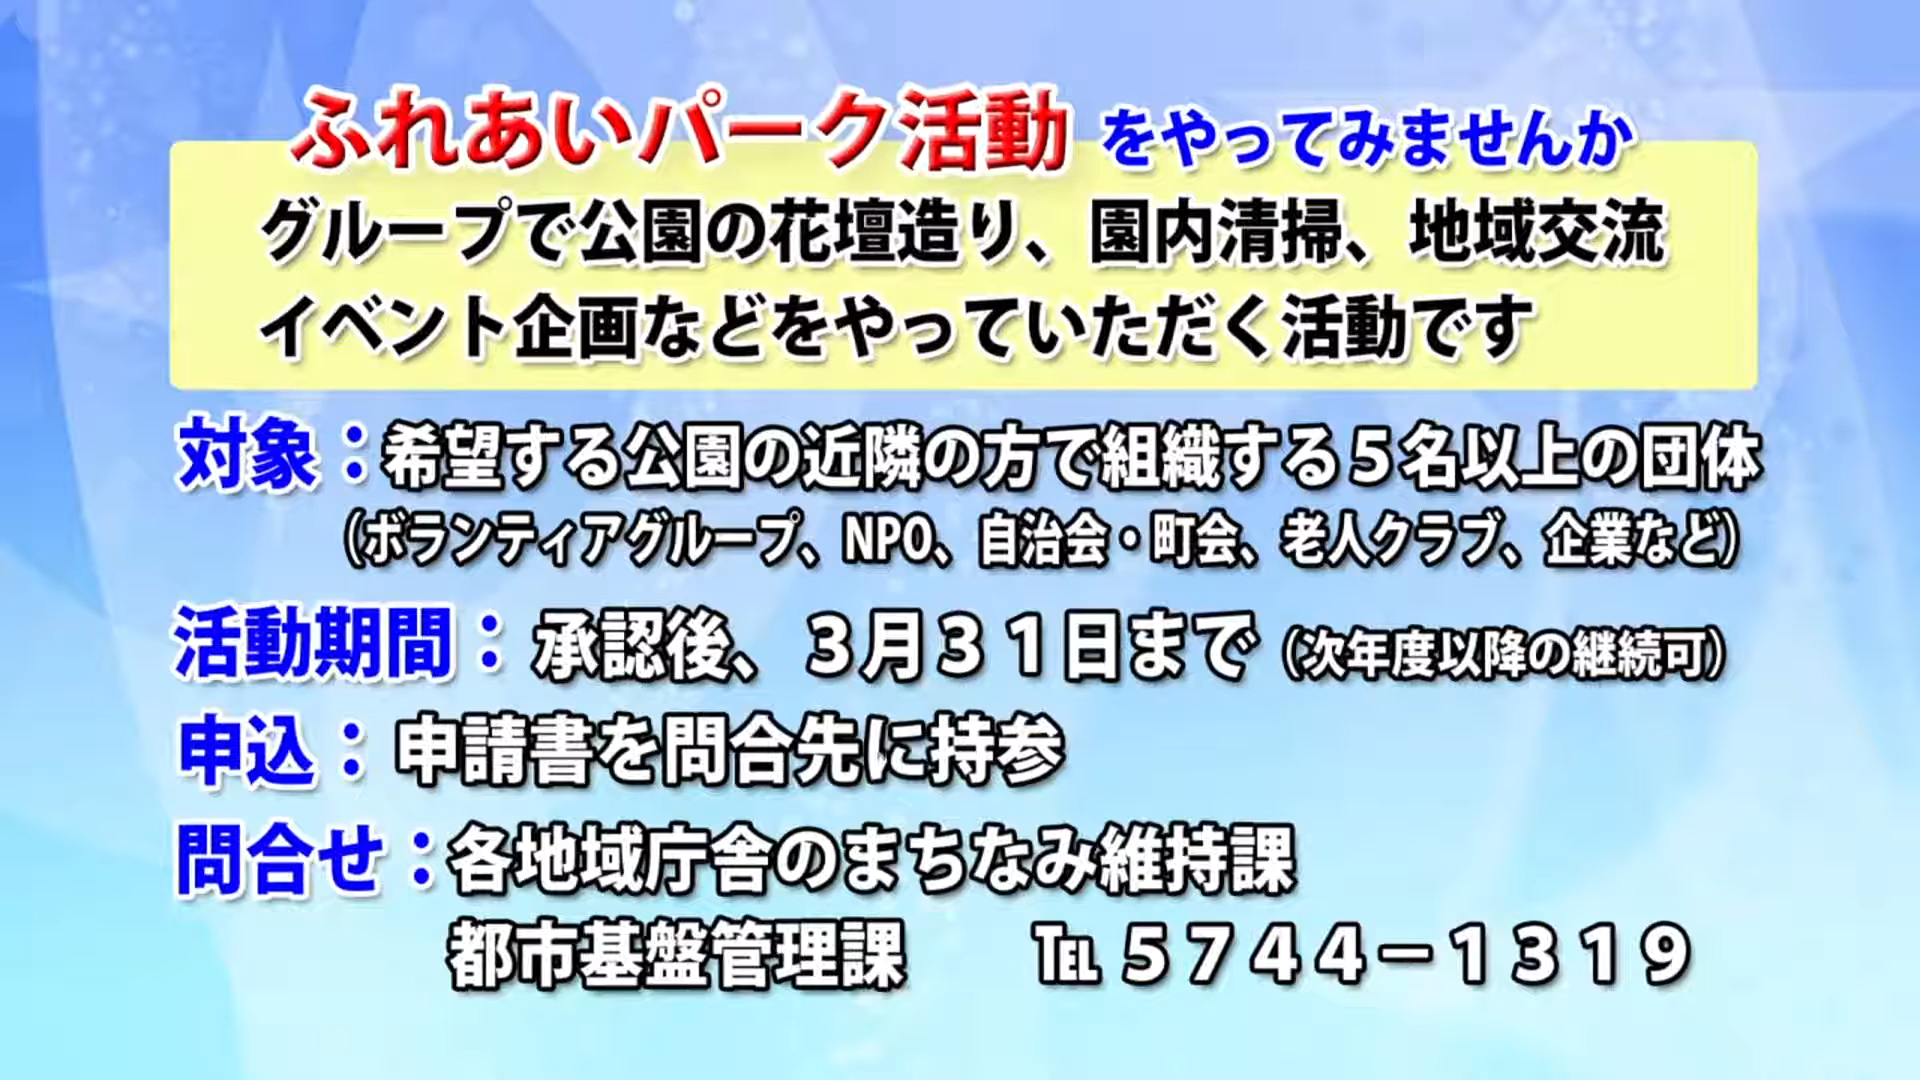 ふれあいパーク活動 をやってみませんか
グループで公園の花壇造り、園内清掃、地域交流
イベント企画などをやっていただく活動です
対象：希望する公園の近隣の方で組織する５名以上の団体
（ボランティアグループ、NPO、自治会・町会、老人クラブ、企業など）
活動期間：承認後、３月３１日まで（次年度以降の継続可）
申込：申請書を問合先に持参
問合せ：各地域庁舎のまちなみ維持課
都市基盤管理課　　℡５７４４－１３１９